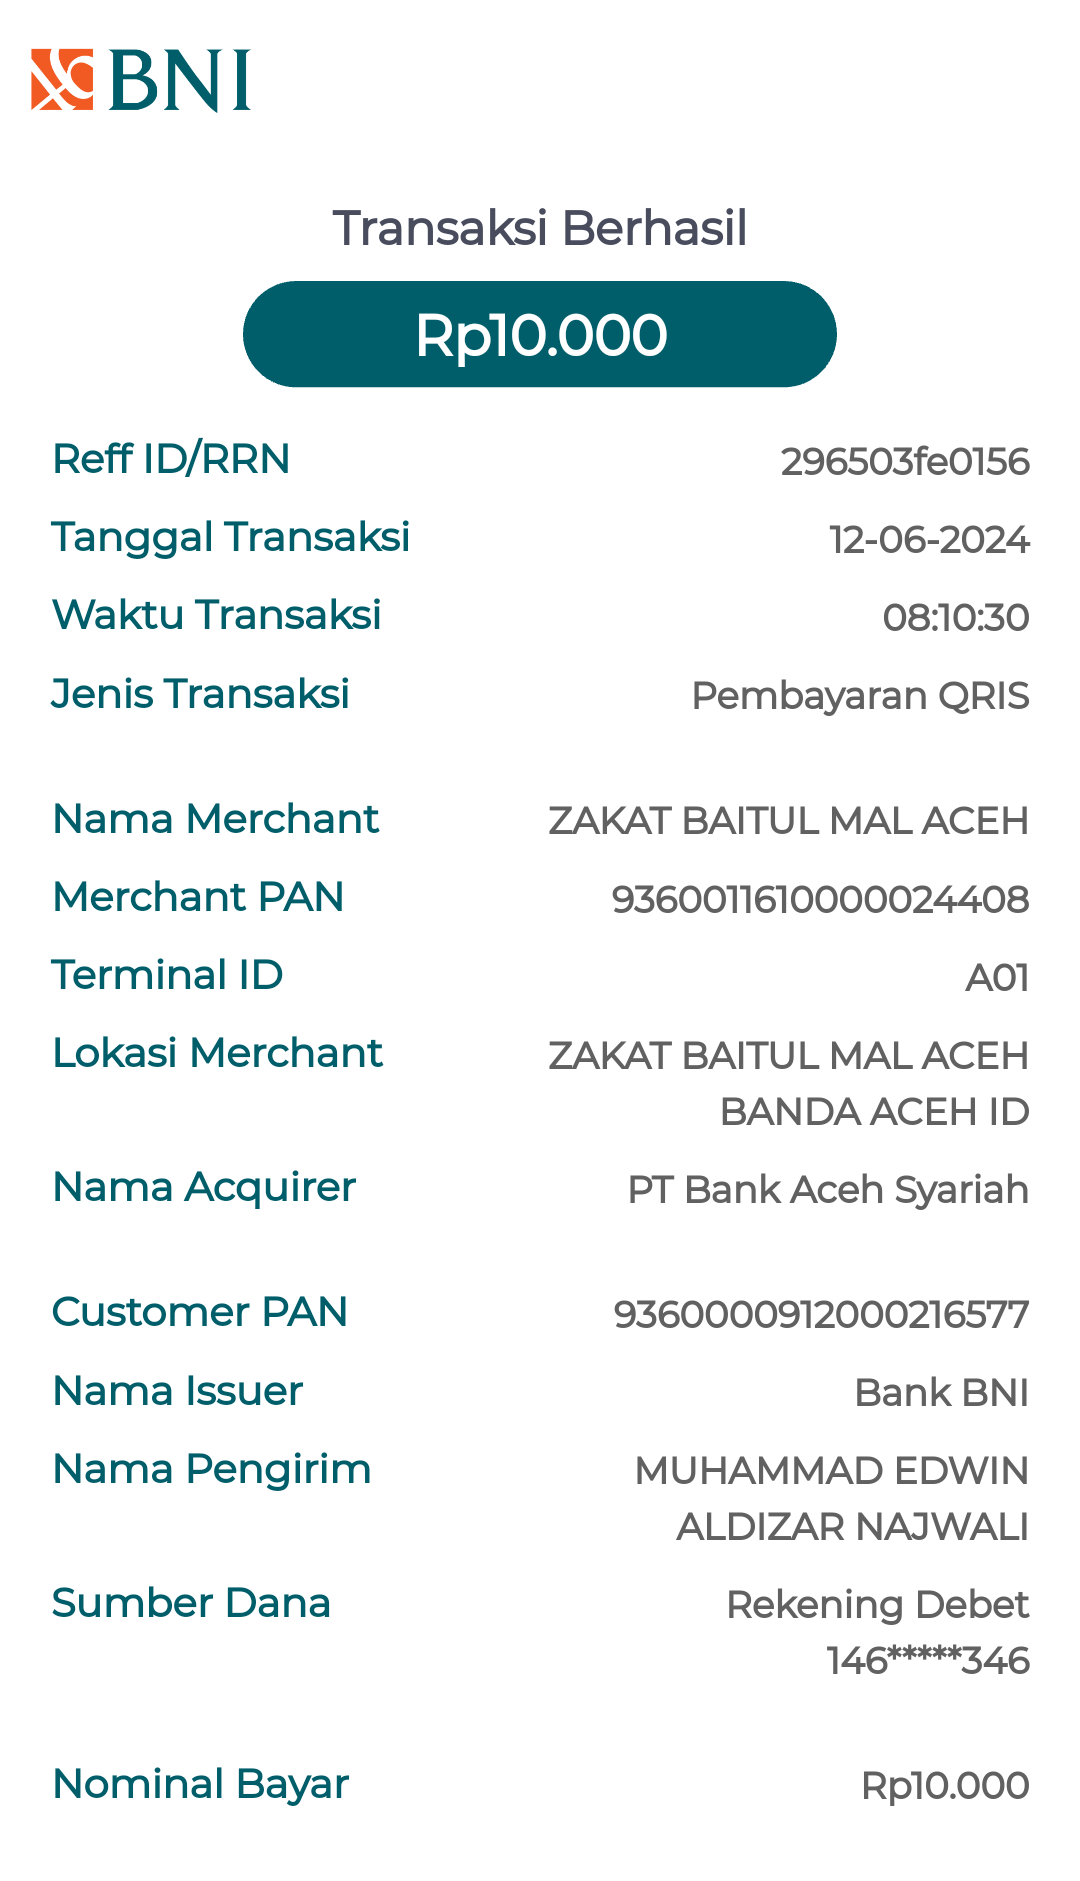 BNI
Transaksi Berhasil
Rp10.000
Reff ID/RRN 296503fe0156
Tanggal Transaksi 12-06-2024
Waktu Transaksi 08:10:30
Jenis Transaksi Pembayaran QRIS
Nama Merchant ZAKAT BAITUL MAL ACEH
Merchant PAN 9360011610000024408
Terminal ID A01
Lokasi Merchant ZAKAT BAITUL MAL ACEH
BANDA ACEH ID
Nama Acquirer PT Bank Aceh Syariah
Customer PAN 9360000912000216577
Nama Issuer Bank BNI
Nama Pengirim MUHAMMAD EDWIN
ALDIZAR NAJWALI
Sumber Dana Rekening Debet
146*****346
Nominal Bayar Rp10.000